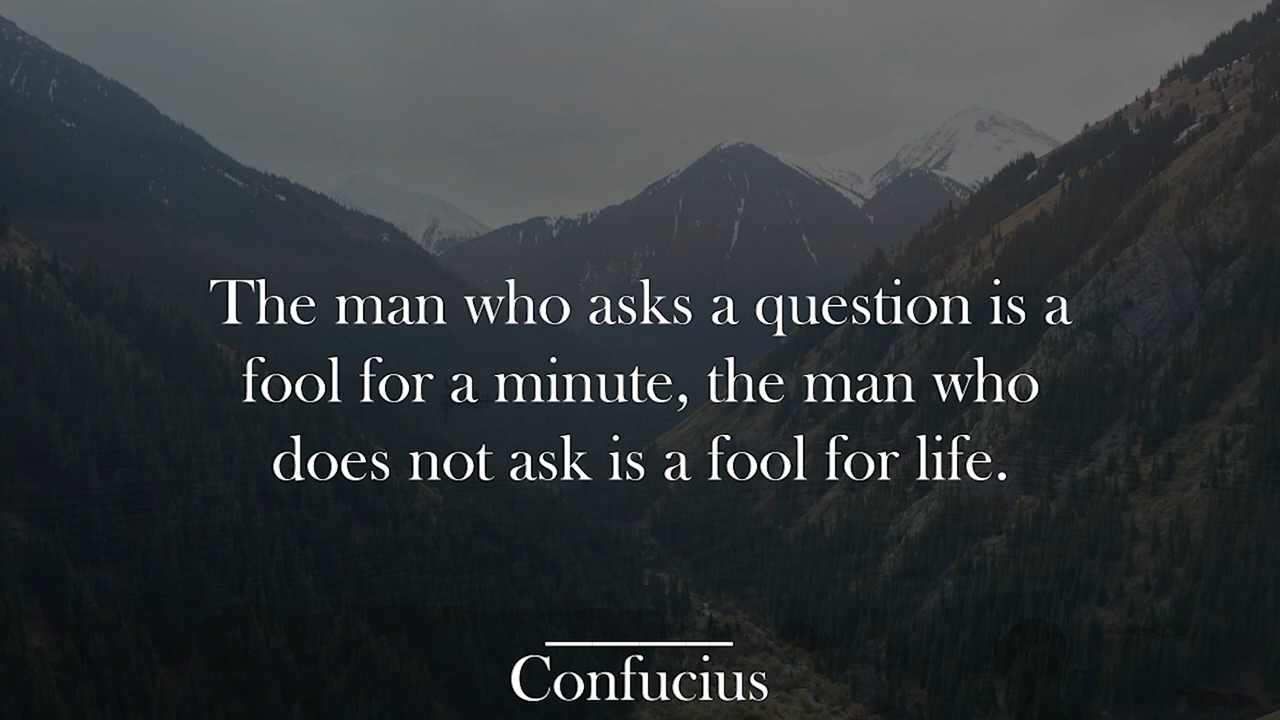 The man who asks a question is a
fool for a minute, the man who
does not ask is a fool for life.
Confucius